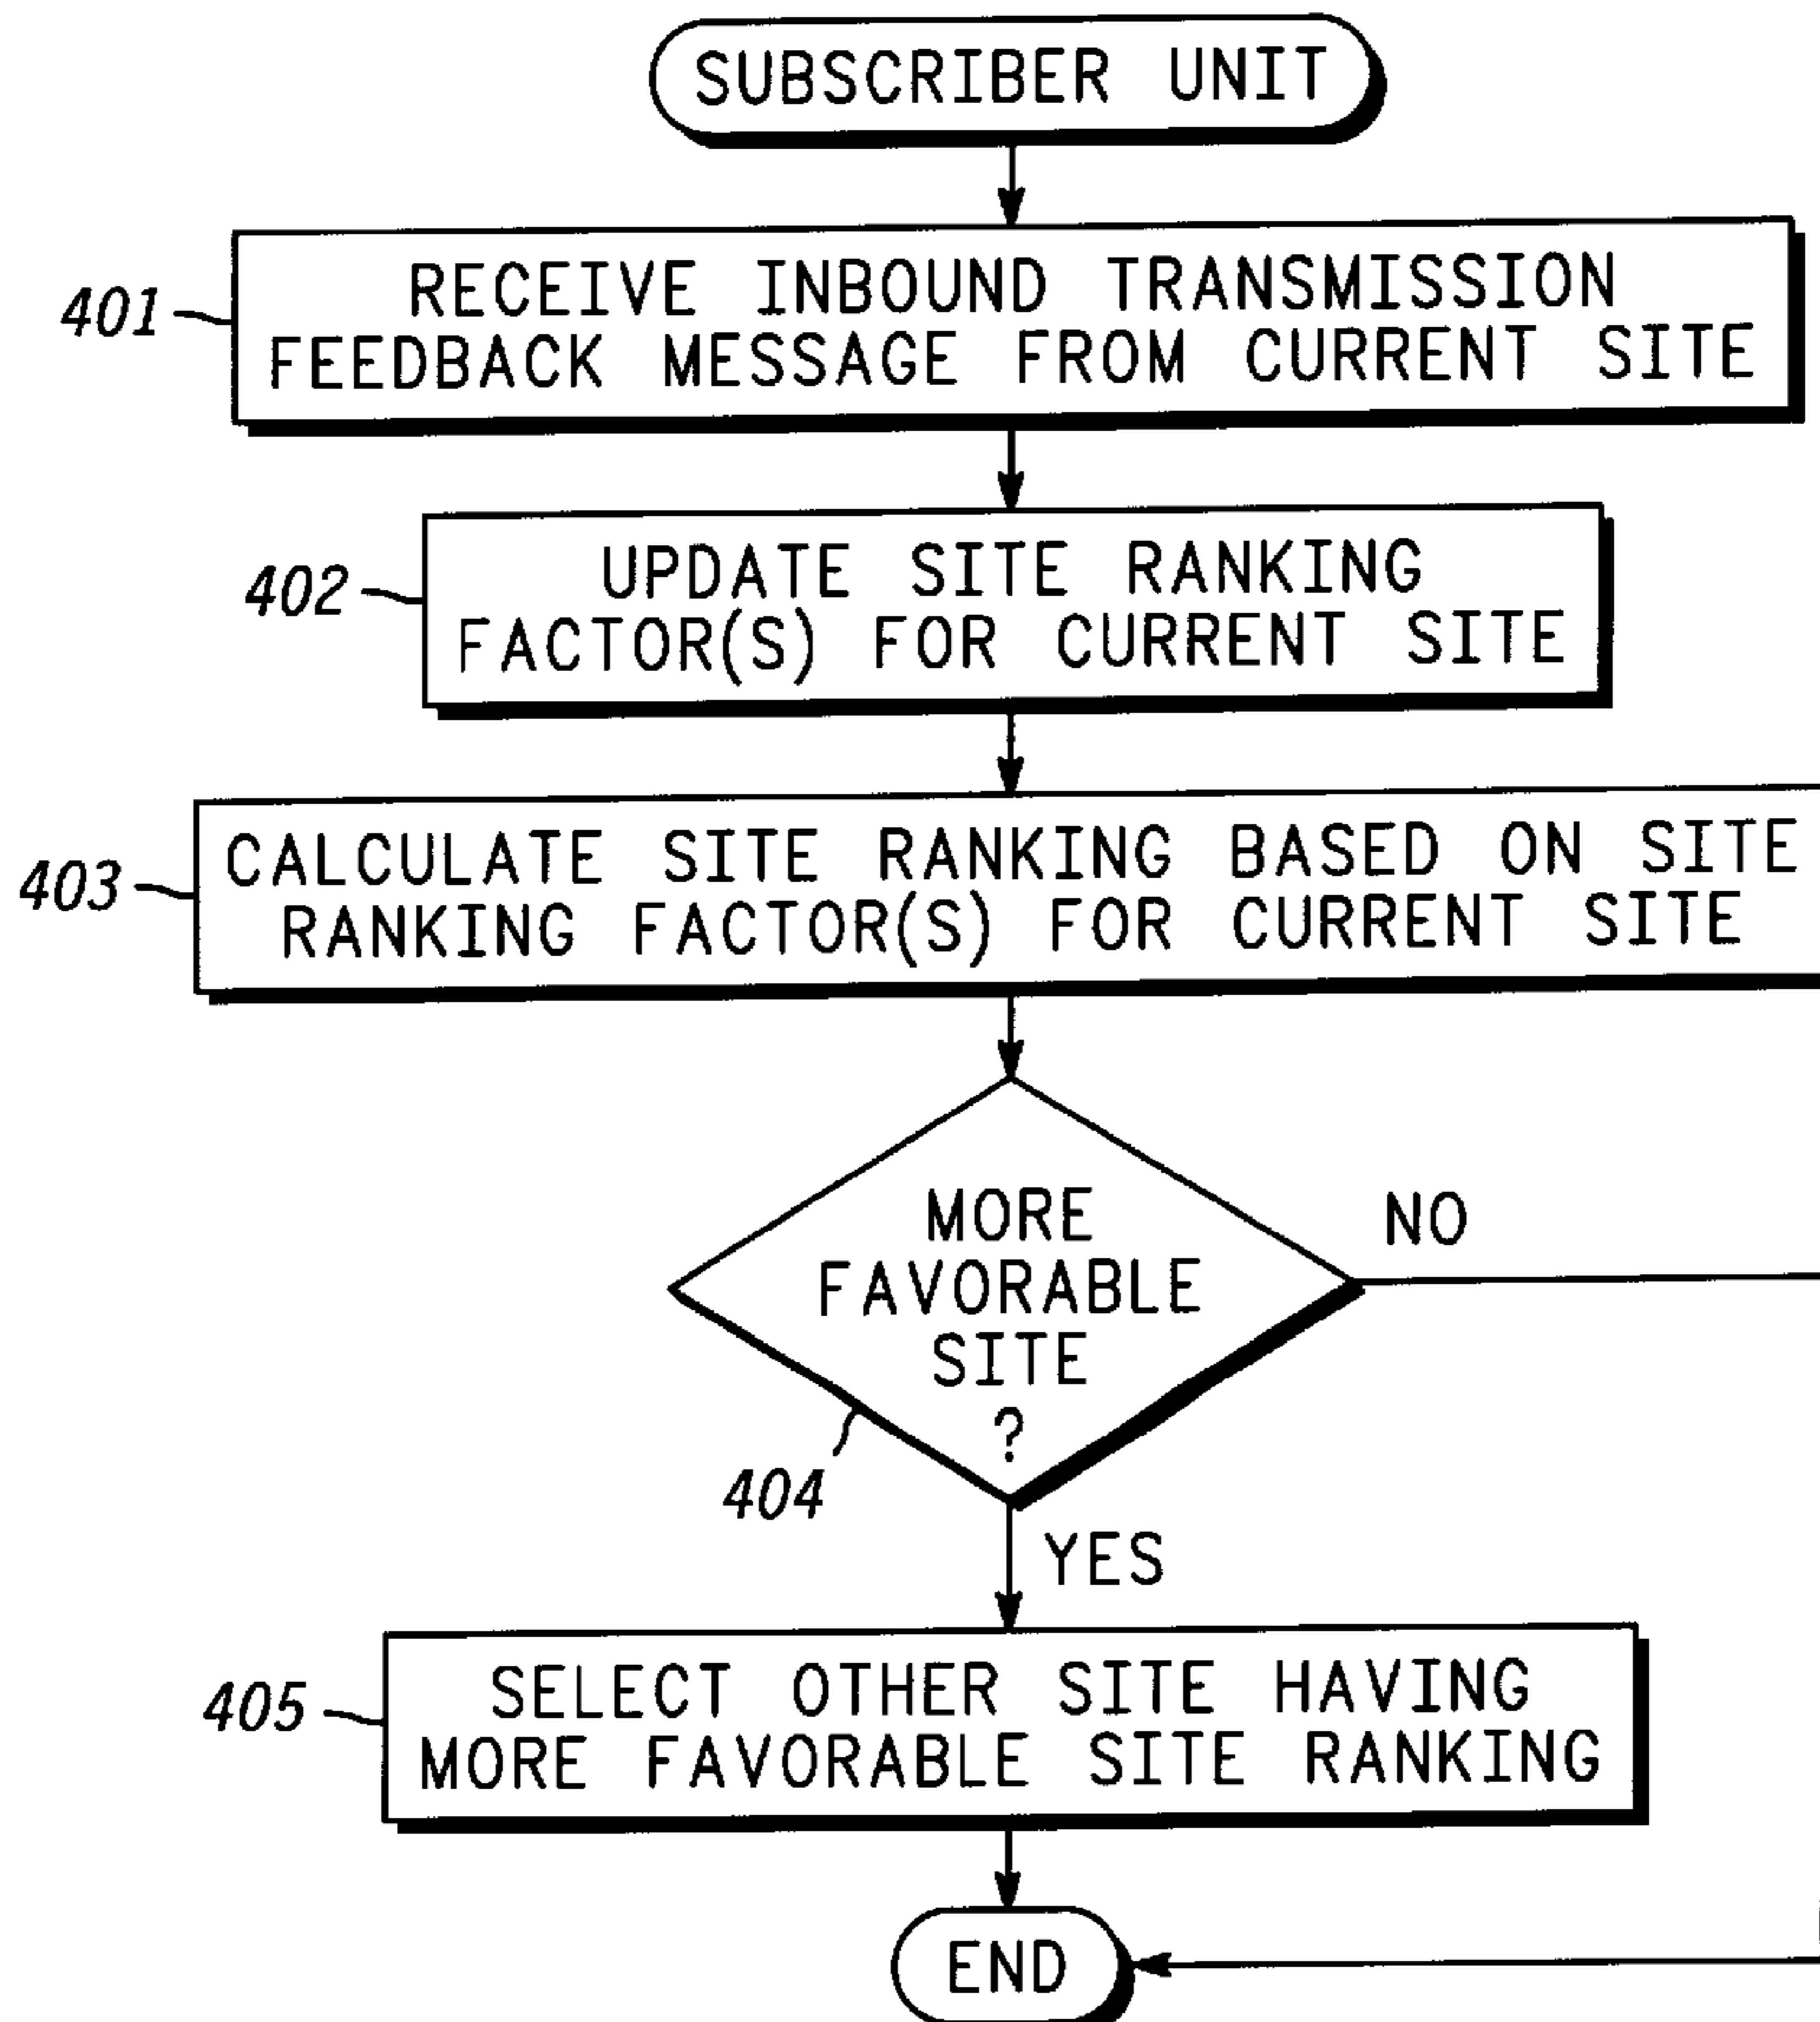 SUBSCRIBER UNIT
401
RECEIVE INBOUND TRANSMISSION
FEEDBACK MESSAGE FROM CURRENT SITE
402
UPDATE SITE RANKING
FACTOR(S) FOR CURRENT SITE
403
CALCULATE SITE RANKING BASED ON SITE
RANKING FACTOR(S) FOR CURRENT SITE
MORE
FAVORABLE
SITE
?
NO
404
YES
405
SELECT OTHER SITE HAVING
MORE FAVORABLE SITE RANKING
END